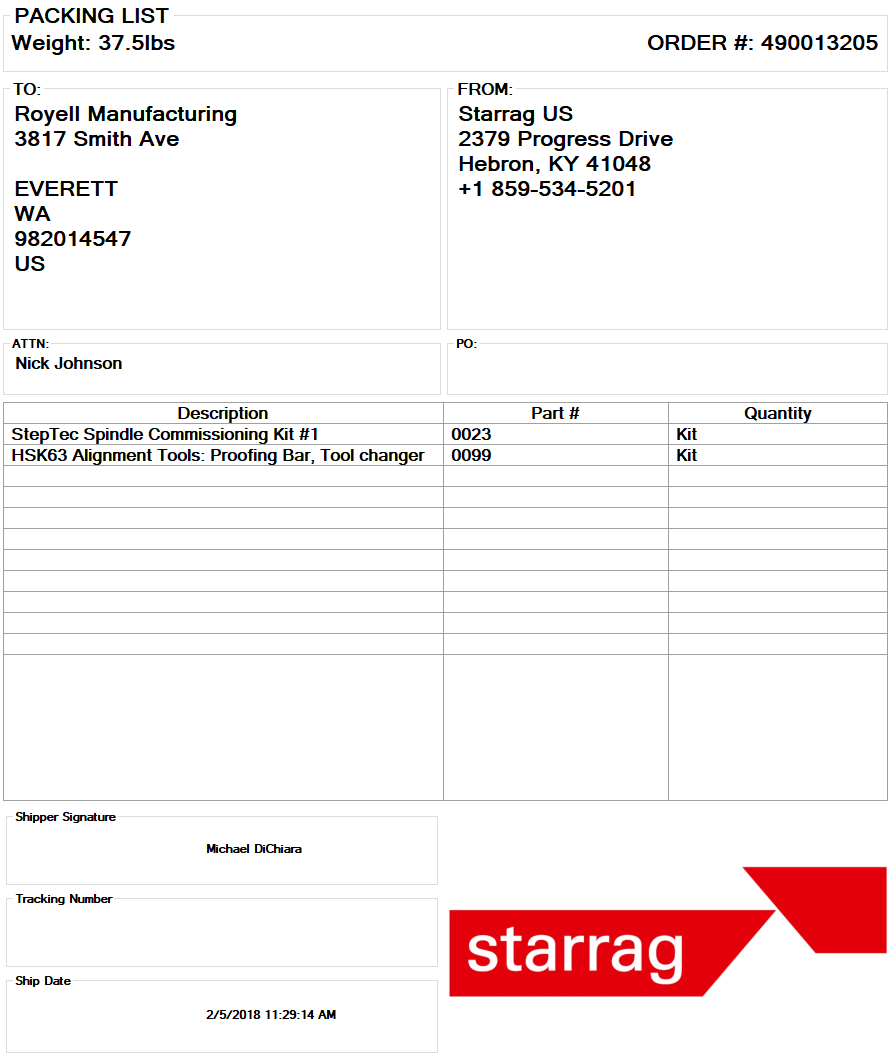 PACKING LIST
Weight: 37.5lbs
ORDER #: 490013205
TO:
Royell Manufacturing
3817 Smith Ave
EVERETT
WA
982014547
US
FROM:
Starrag US
2379 Progress Drive
Hebron, KY 41048
+1 859-534-5201
ATTN:
Nick Johnson
PO:
Description Part # Quantity
StepTec Spindle Commissioning Kit #1 0023 Kit
HSK63 Alignment Tools: Proofing Bar, Tool changer 0099 Kit
Shipper Signature
Michael DiChiara
Tracking Number
Ship Date
2/5/2018 11:29:14 AM
starrag